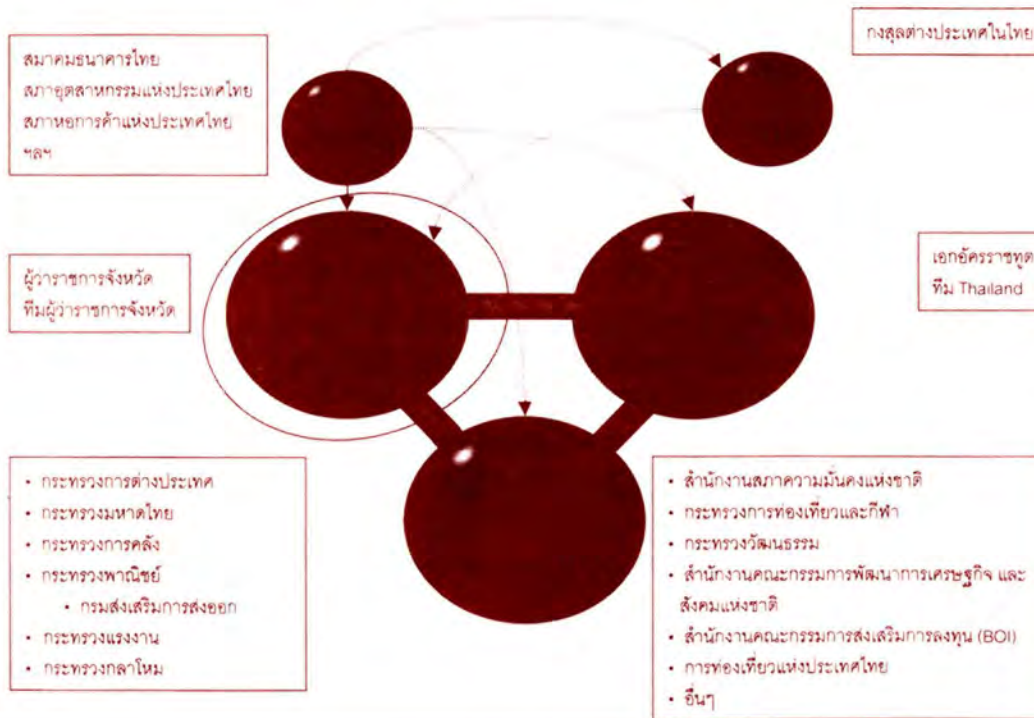 สมาคมธนาคารไทย
สภาอุตสาหกรรมแห่งประเทศไทย
สภาหอการค้าแห่งประเทศไทย
ฯลฯ
กงสุลต่างประเทศในไทย
ผู้วาราชการจังหวัด
ทีมผู้ว่าราชการจังหวัด
เอกอัครราชทูต
ทีม Thailand
• กระทรวงการต่างประเทศ
• กระทรวงมหาดไทย
• กระทรวงการคลัง
• กระทรวงพาณิชย์
• กรมส่งเสริมการส่งออก
• กระทรวงแรงงาน
• กระทรวงกลาโหม
• สำนักงานสภาความมั่นคงแห่งชาติ
• กระทรวงการท่องเที่ยวและกีฬา
• กระทรวงวัฒนธรรม
• สำนักงานคณะกรรมการพัฒนาการเศรษฐกิจ และ
สังคมแห่งชาติ
• สำนักงานคณะกรรมการส่งเสริมการลงทุน (BOI)
• การท่องเที่ยวแห่งประเทศไทย
• อื่นๆ